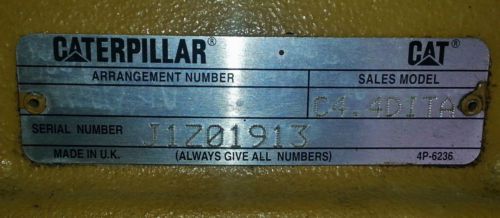 CATERPILLAR® CAT®
ARRANGEMENT NUMBER SALES MODEL
C4.4DITA
SERIAL NUMBER J1Z01913
MADE IN U.K. (ALWAYS GIVE ALL NUMBERS) 4P-6236